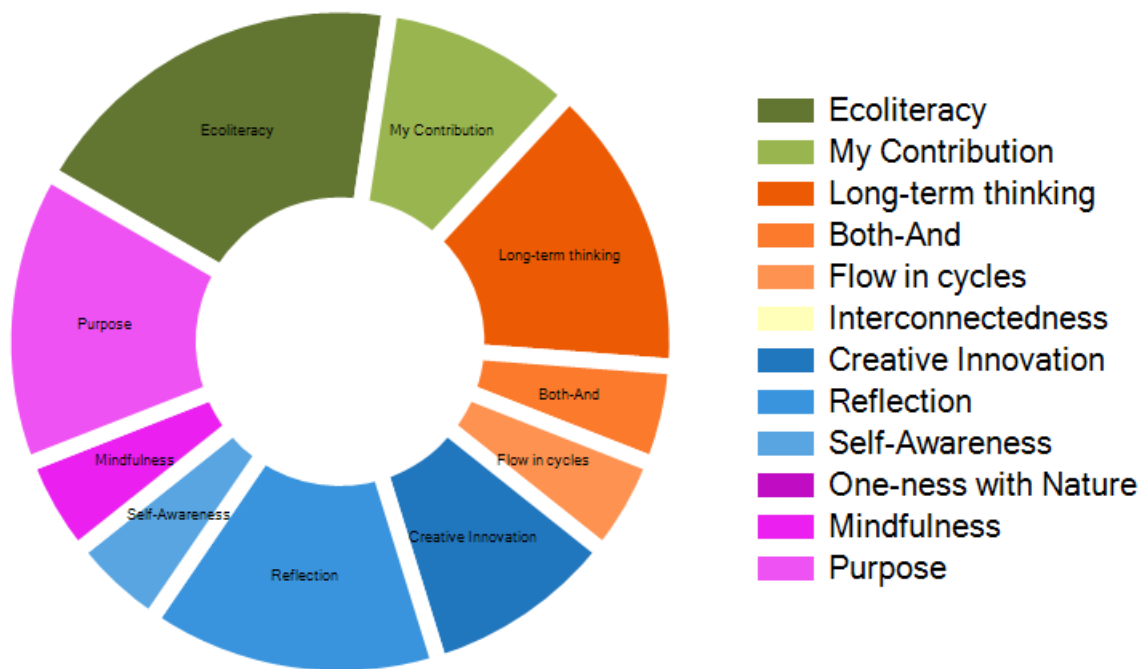 Ecoliteracy
My Contribution
Long-term thinking
Purpose
Both-And
Mindfulness
Flow in cycles
Self-Awareness
Creative Innovation
Reflection
Ecoliteracy
My Contribution
Long-term thinking
Both-And
Flow in cycles
Interconnectedness
Creative Innovation
Reflection
Self-Awareness
One-ness with Nature
Mindfulness
Purpose